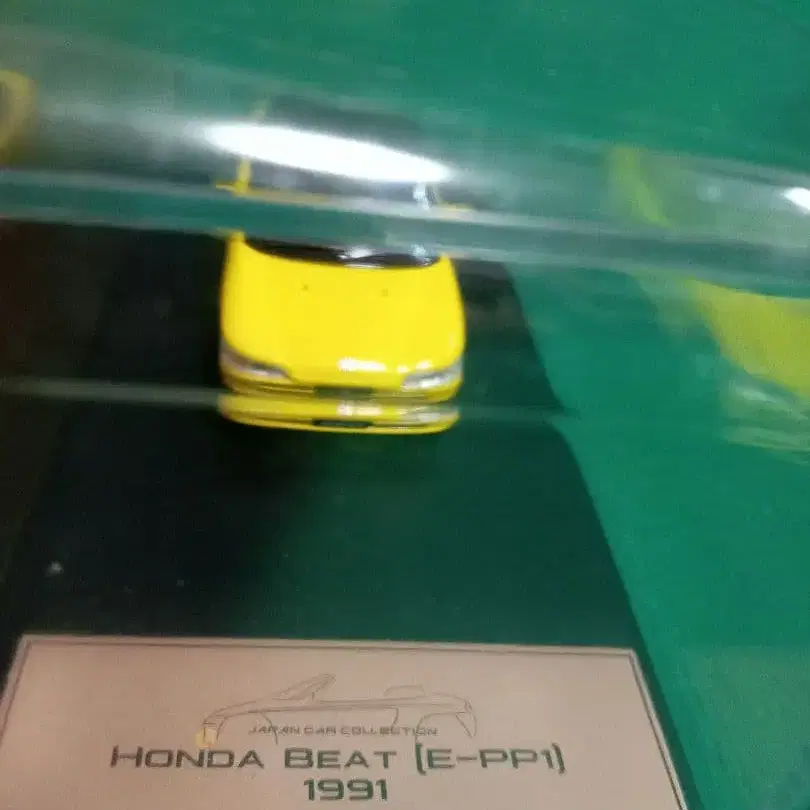 JAPAN CAR COLLECTION
HONDA BEAT (E-PP1)
1991